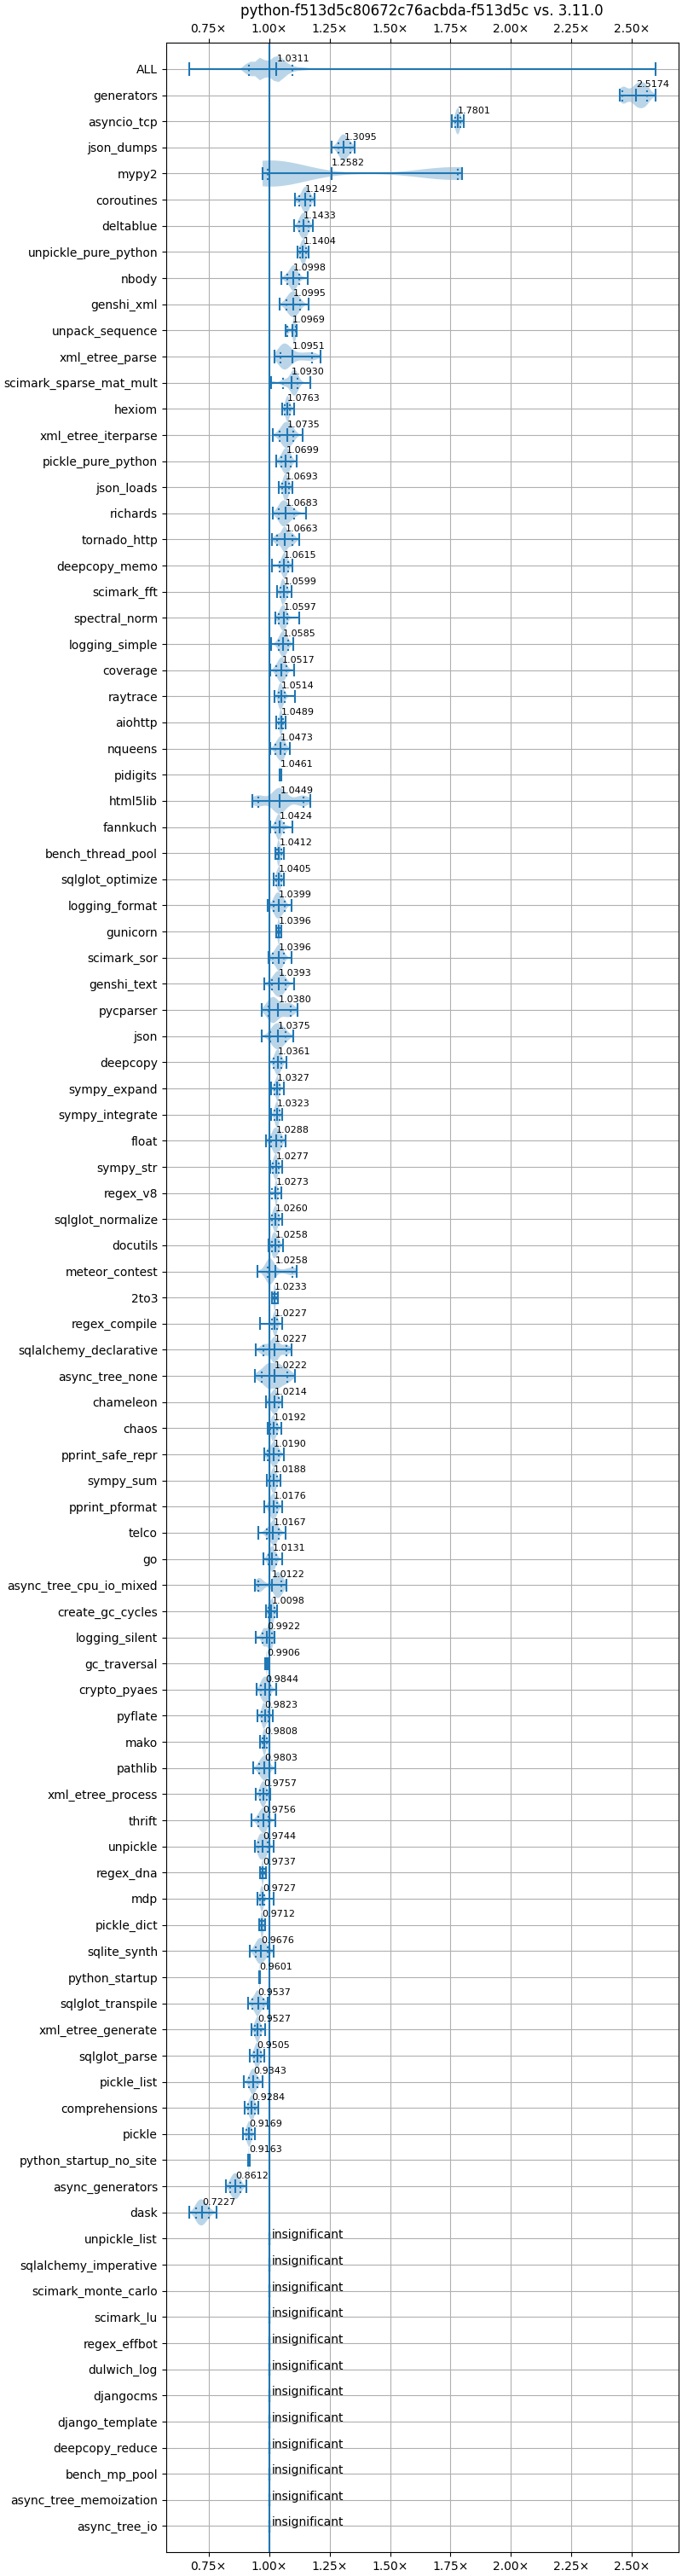 python-f513d5c80672c76acbda-f513d5c vs. 3.11.0
0.75× 1.00× 1.25× 1.50× 1.75× 2.00× 2.25× 2.50×
ALL 1.0311
generators 2.5174
asyncio_tcp 1.7801
json_dumps 1.3095
mypy2 1.2582
coroutines 1.1492
deltablue 1.1433
unpickle_pure_python 1.1404
nbody 1.0998
genshi_xml 1.0995
unpack_sequence 1.0969
xml_etree_parse 1.0951
scimark_sparse_mat_mult 1.0930
hexiom 1.0763
xml_etree_iterparse 1.0735
pickle_pure_python 1.0699
json_loads 1.0693
richards 1.0683
tornado_http 1.0663
deepcopy_memo 1.0615
scimark_fft 1.0599
spectral_norm 1.0597
logging_simple 1.0585
coverage 1.0517
raytrace 1.0514
aiohttp 1.0489
nqueens 1.0473
pidigits 1.0461
html5lib 1.0449
fannkuch 1.0424
bench_thread_pool 1.0412
sqlglot_optimize 1.0405
logging_format 1.0399
gunicorn 1.0396
scimark_sor 1.0396
genshi_text 1.0393
pycparser 1.0380
json 1.0375
deepcopy 1.0361
sympy_expand 1.0327
sympy_integrate 1.0323
float 1.0288
sympy_str 1.0277
regex_v8 1.0273
sqlglot_normalize 1.0260
docutils 1.0258
meteor_contest 1.0258
2to3 1.0233
regex_compile 1.0227
sqlalchemy_declarative 1.0227
async_tree_none 1.0222
chameleon 1.0214
chaos 1.0192
pprint_safe_repr 1.0190
sympy_sum 1.0188
pprint_pformat 1.0176
telco 1.0167
go 1.0131
async_tree_cpu_io_mixed 1.0122
create_gc_cycles 1.0098
logging_silent 0.9922
gc_traversal 0.9906
crypto_pyaes 0.9844
pyflate 0.9823
mako 0.9808
pathlib 0.9803
xml_etree_process 0.9757
thrift 0.9756
unpickle 0.9744
regex_dna 0.9737
mdp 0.9727
pickle_dict 0.9712
sqlite_synth 0.9676
python_startup 0.9601
sqlglot_transpile 0.9537
xml_etree_generate 0.9527
sqlglot_parse 0.9505
pickle_list 0.9343
comprehensions 0.9284
pickle 0.9169
python_startup_no_site 0.9163
async_generators 0.8612
dask 0.7227
unpickle_list insignificant
sqlalchemy_imperative insignificant
scimark_monte_carlo insignificant
scimark_lu insignificant
regex_effbot insignificant
dulwich_log insignificant
djangocms insignificant
django_template insignificant
deepcopy_reduce insignificant
bench_mp_pool insignificant
async_tree_memoization insignificant
async_tree_io insignificant
0.75× 1.00× 1.25× 1.50× 1.75× 2.00× 2.25× 2.50×